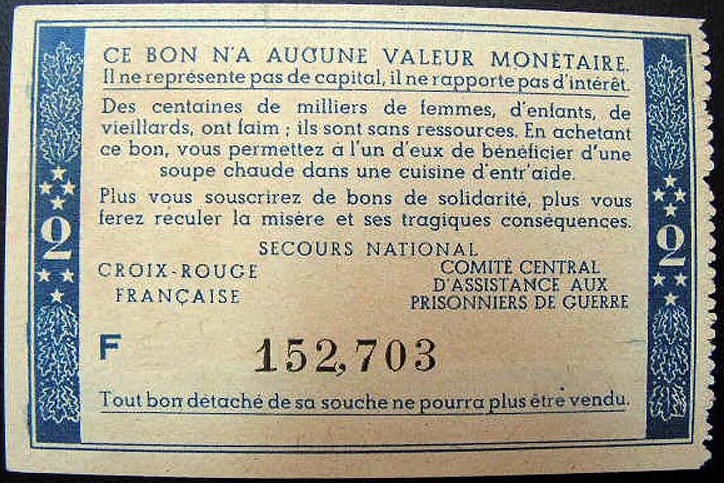 CE BON N'A AUCUNE VALEUR MONETAIRE.
Il ne représente pas de capital, il ne rapporte pas d'intérêt.
Des centaines de milliers de femmes, d'enfants, de
vieillards, ont faim ; ils sont sans ressources. En achetant
ce bon, vous permettez a l'un d'eux de bénéficier d'une
soupe chaude dans une cuisine d'entr'aide.
Plus vous souscrirez de bons de solidarité, plus vous
ferez reculer la misère et ses tragiques conséquences.
2
2
SECOURS NATIONAL
CROIX-ROUGE
FRANÇAISE
COMITÉ CENTRAL
D'ASSISTANCE AUX
PRISONNIERS DE GUERRE
F 152,703
Tout bon détaché de sa souche ne pourra plus être vendu.